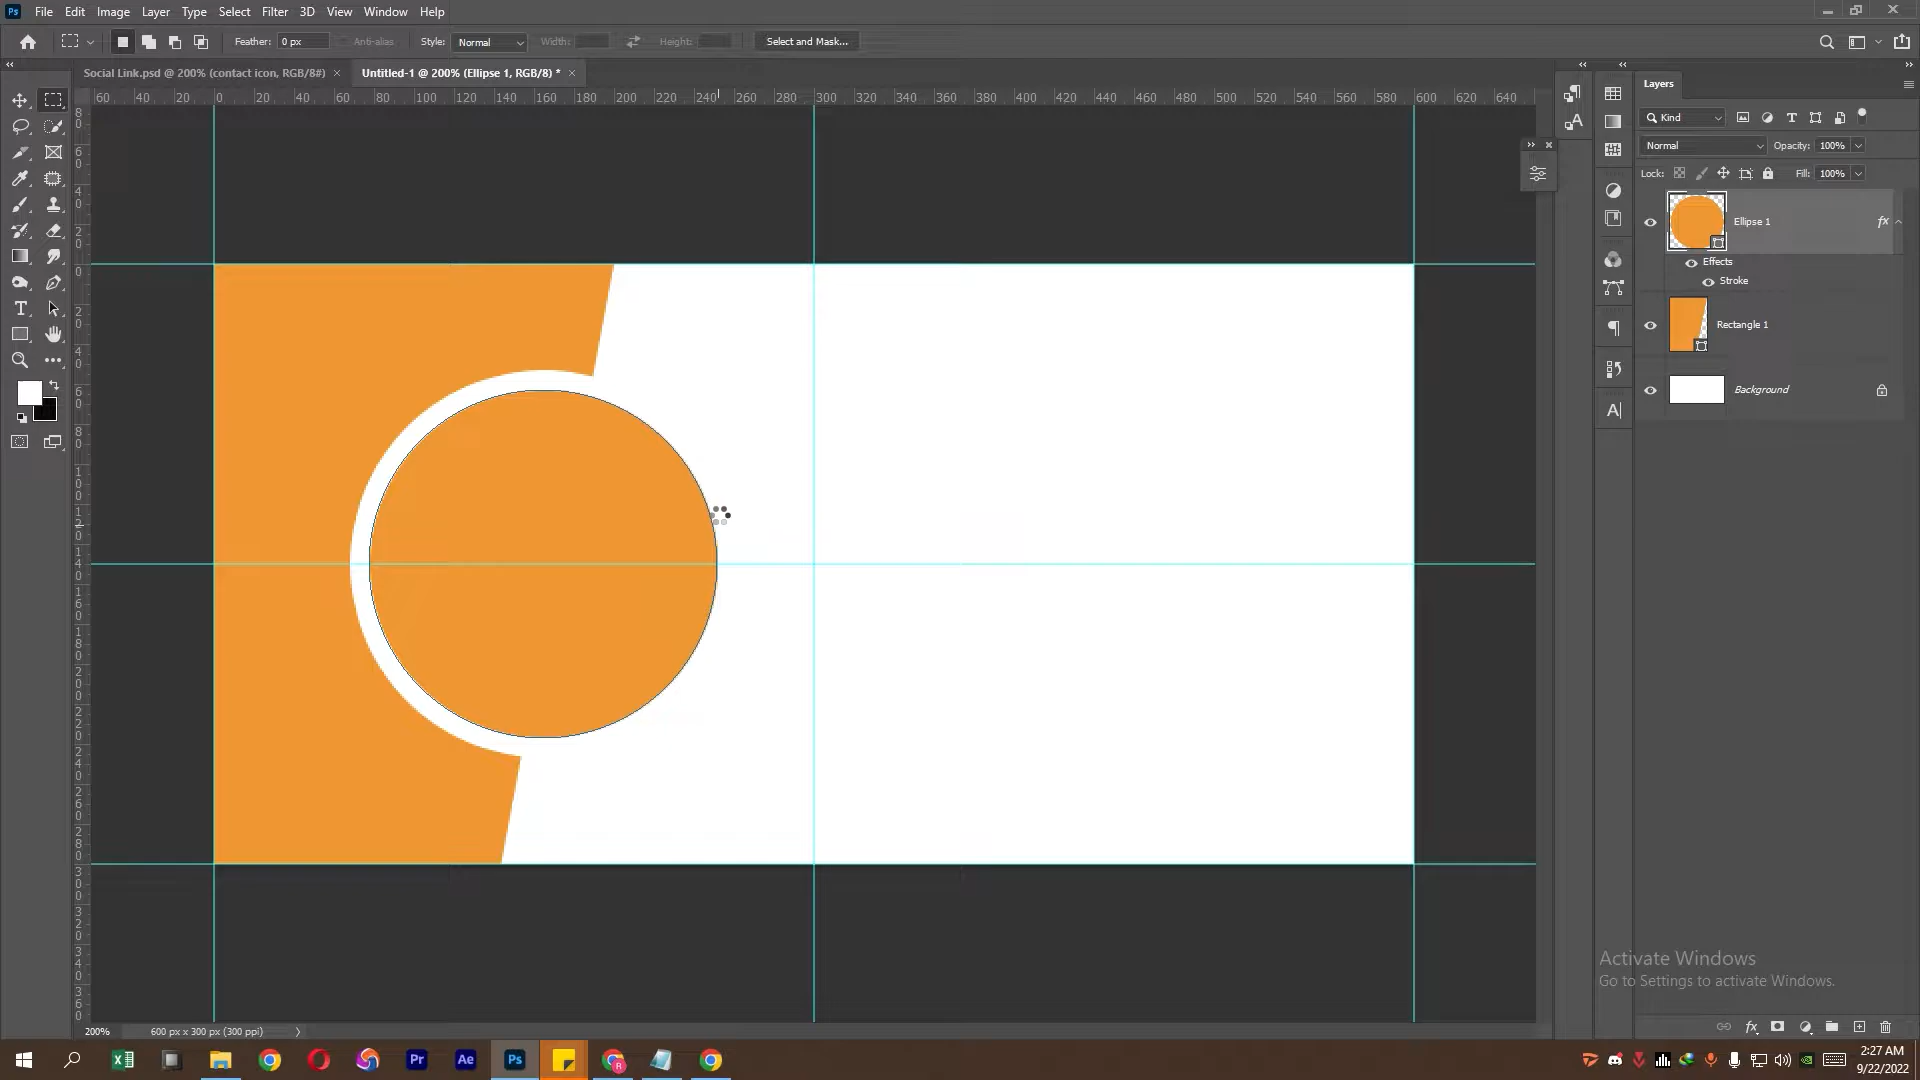 Ps File Edit Image Layer Type Select Filter 3D View Window Help
Feather: 0 px Anti-alias Style: Normal Width: Height: Select and Mask...
Social Link.psd @ 200% (contact icon, RGB/8#) × Untitled-1 @ 200% (Ellipse 1, RGB/8) * ×
60 40 20 0 20 40 60 80 100 120 140 160 180 200 220 240 260 280 300 320 340 360 380 400 420 440 460 480 500 520 540 560 580 600 620 640
Layers
Kind
Normal Opacity: 100%
Lock: Fill: 100%
Ellipse 1 fx
Effects
Stroke
Rectangle 1
Background
Activate Windows
Go to Settings to activate Windows.
200% 600 px x 300 px (300 ppi)
Pr Ae Ps
2:27 AM
9/22/2022